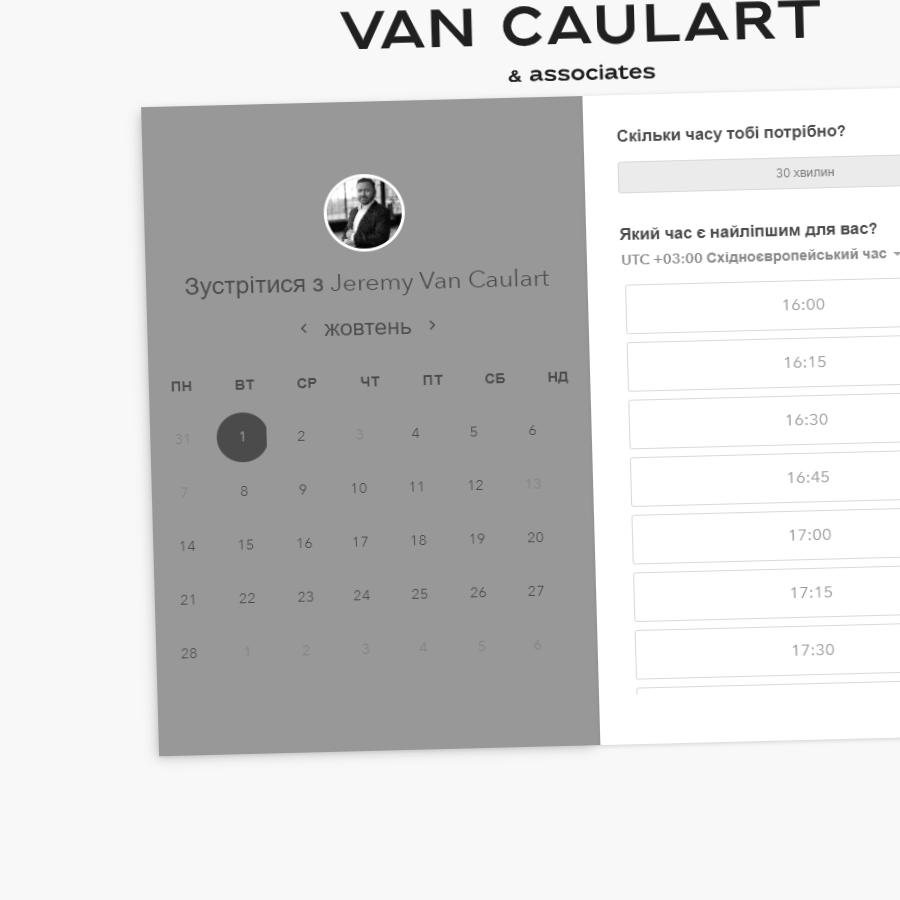 VAN CAULART
& associates
Зустрітися з Jeremy Van Caulart
жовтень
ПН ВТ СР ЧТ ПТ СБ НД
31 1 2 3 4 5 6
7 8 9 10 11 12 13
14 15 16 17 18 19 20
21 22 23 24 25 26 27
28 1 2 3 4 5 6
Скільки часу тобі потрібно?
30 хвилин
Який час є найліпшим для вас?
UTC +03:00 Східноєвропейський час
16:00
16:15
16:30
16:45
17:00
17:15
17:30